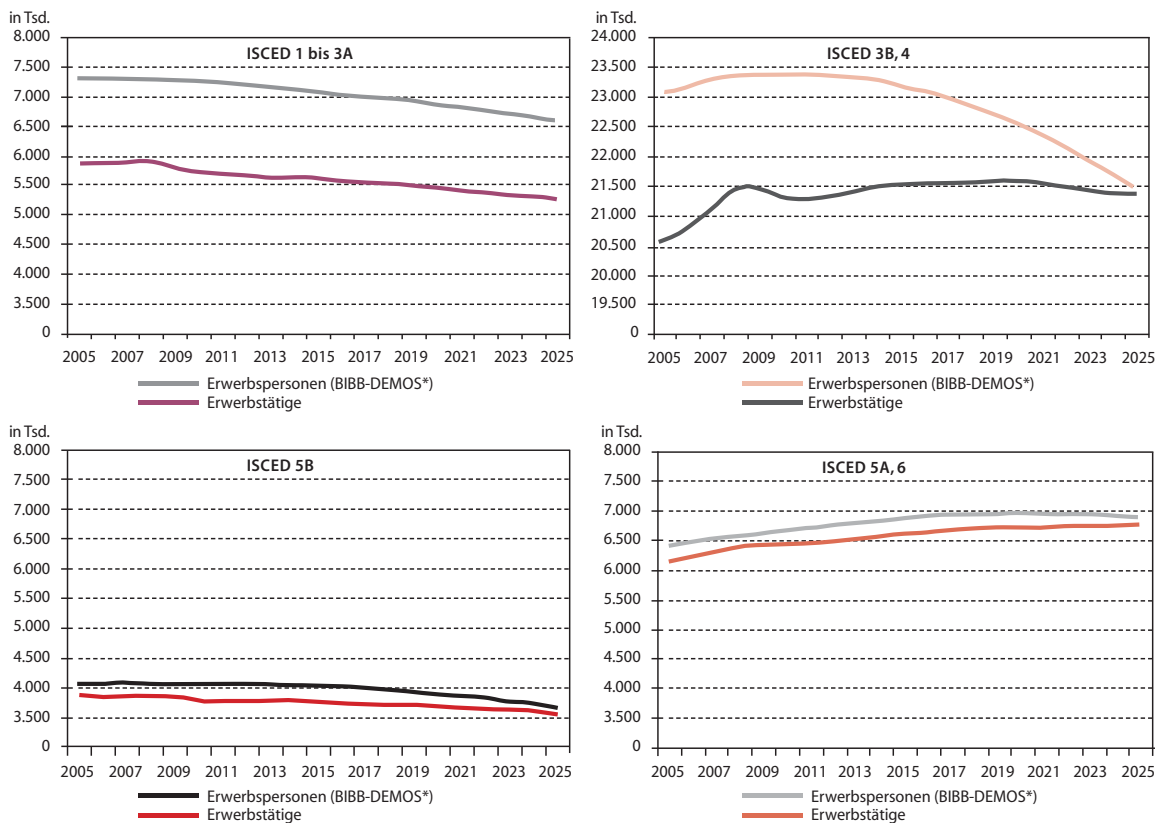 in Tsd.
ISCED 1 bis 3A
8.000
7.500
7.000
6.500
6.000
5.500
5.000
4.500
4.000
3.500
0
2005 2007 2009 2011 2013 2015 2017 2019 2021 2023 2025
Erwerbspersonen (BIBB-DEMOS*)
Erwerbstätige
in Tsd.
ISCED 3B, 4
24.000
23.500
23.000
22.500
22.000
21.500
21.000
20.500
20.000
19.500
0
2005 2007 2009 2011 2013 2015 2017 2019 2021 2023 2025
Erwerbspersonen (BIBB-DEMOS*)
Erwerbstätige
in Tsd.
ISCED 5B
8.000
7.500
7.000
6.500
6.000
5.500
5.000
4.500
4.000
3.500
0
2005 2007 2009 2011 2013 2015 2017 2019 2021 2023 2025
Erwerbspersonen (BIBB-DEMOS*)
Erwerbstätige
in Tsd.
ISCED 5A, 6
8.000
7.500
7.000
6.500
6.000
5.500
5.000
4.500
4.000
3.500
0
2005 2007 2009 2011 2013 2015 2017 2019 2021 2023 2025
Erwerbspersonen (BIBB-DEMOS*)
Erwerbstätige